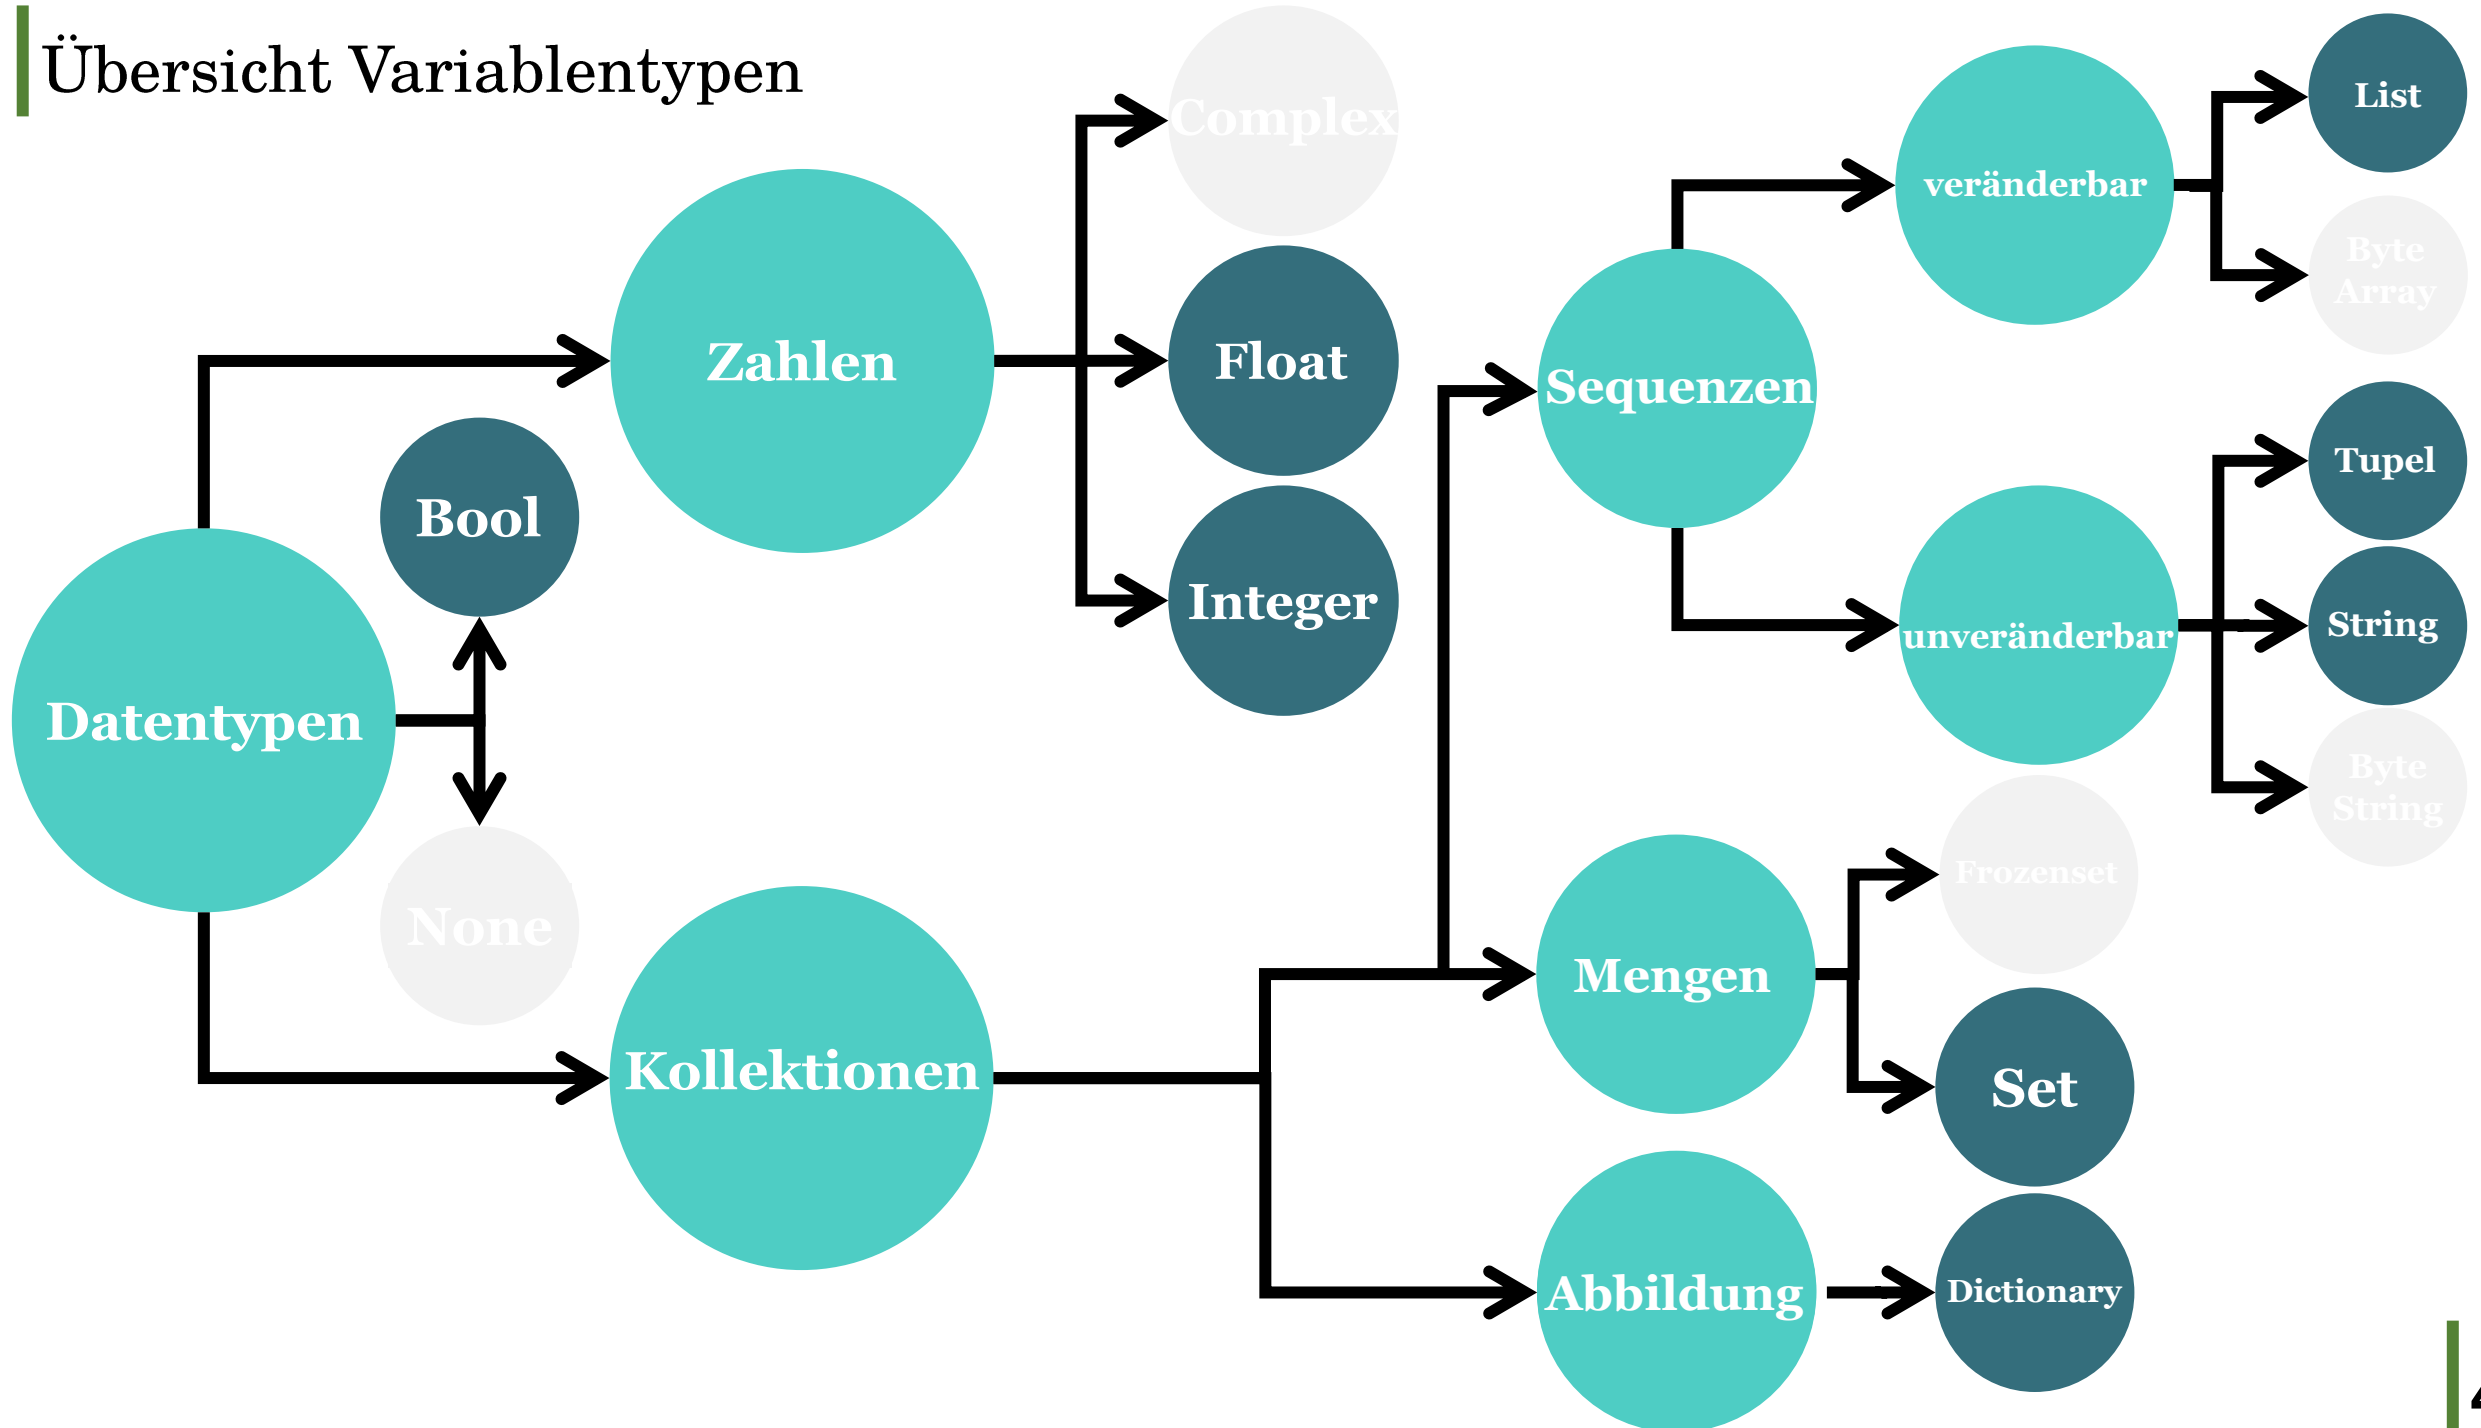 Übersicht Variablentypen
Complex
List
veränderbar
Byte
Array
Zahlen
Float
Sequenzen
Tupel
Bool
Integer
String
unveränderbar
Datentypen
Byte
String
Frozenset
None
Mengen
Kollektionen
Set
Abbildung
Dictionary